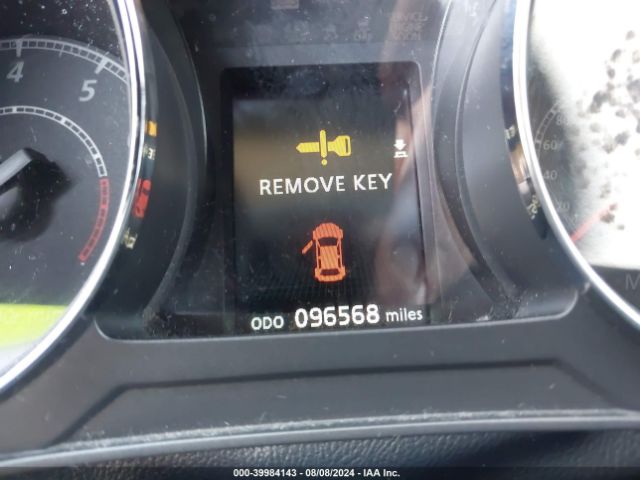 4
5
REMOVE KEY
ODO 096568 miles
000-39984143 - 08/08/2024 - IAA Inc.